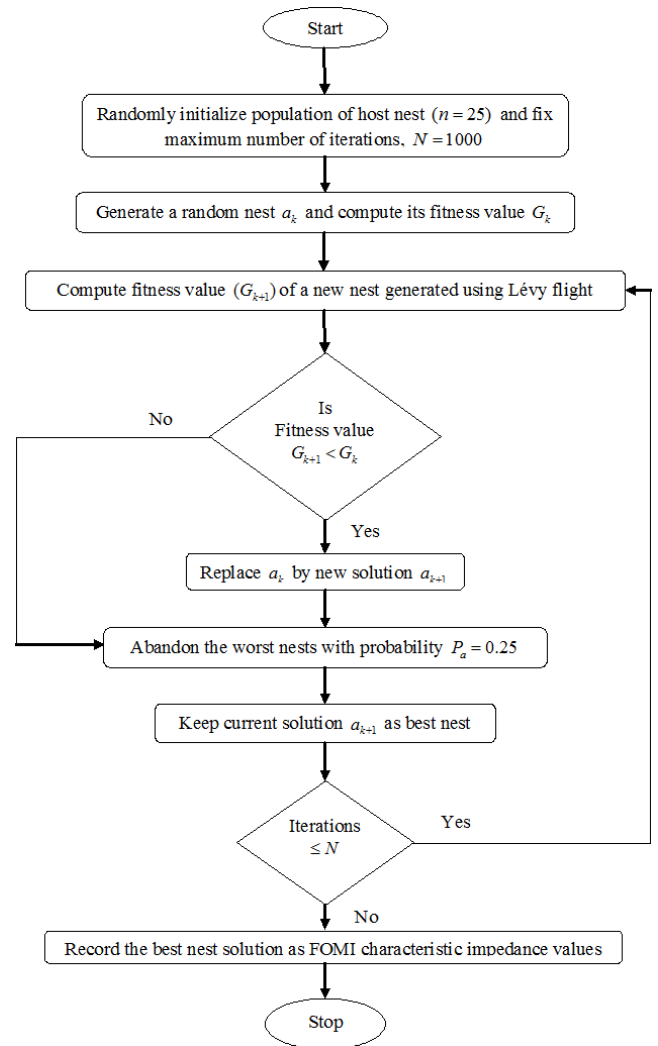 Start
Randomly initialize population of host nest (n = 25) and fix
maximum number of iterations, N = 1000
Generate a random nest a_k and compute its fitness value G_k
Compute fitness value (G_{k+1}) of a new nest generated using Lévy flight
No
Is
Fitness value
G_{k+1} < G_k
Yes
Replace a_k by new solution a_{k+1}
Abandon the worst nests with probability P_a = 0.25
Keep current solution a_{k+1} as best nest
Iterations
≤ N
Yes
No
Record the best nest solution as FOMI characteristic impedance values
Stop